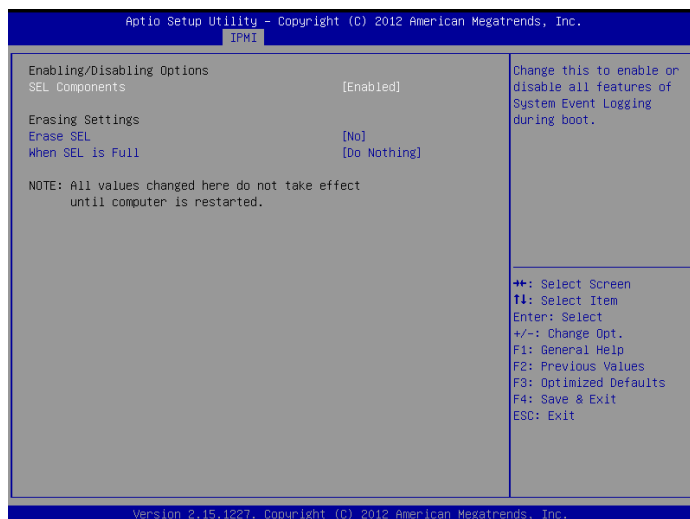 Aptio Setup Utility – Copyright (C) 2012 American Megatrends, Inc.
IPMI
Enabling/Disabling Options
SEL Components [Enabled]
Erasing Settings
Erase SEL [No]
When SEL is Full [Do Nothing]
NOTE: All values changed here do not take effect
until computer is restarted.
Change this to enable or
disable all features of
System Event Logging
during boot.
→←: Select Screen
↑↓: Select Item
Enter: Select
+/-: Change Opt.
F1: General Help
F2: Previous Values
F3: Optimized Defaults
F4: Save & Exit
ESC: Exit
Version 2.15.1227. Copyright (C) 2012 American Megatrends, Inc.